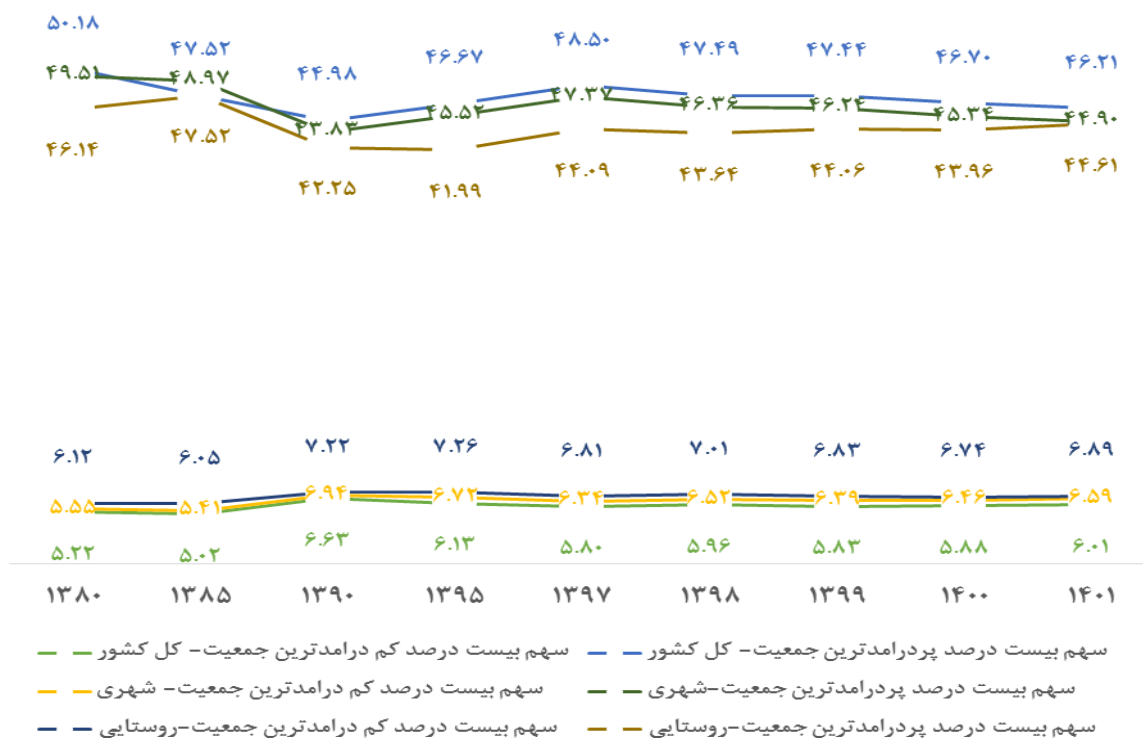 ۵۰.۱۸ ۴۷.۵۲ ۴۴.۹۸ ۴۶.۶۷ ۴۸.۵۰ ۴۷.۴۹ ۴۷.۴۴ ۴۶.۷۰ ۴۶.۲۱
۴۹.۵۱ ۴۸.۹۷ ۴۳.۸۳ ۴۵.۵۲ ۴۷.۳۷ ۴۶.۳۶ ۴۶.۲۴ ۴۵.۳۴ ۴۴.۹۰
۴۶.۱۴ ۴۷.۵۲ ۴۲.۲۵ ۴۱.۹۹ ۴۴.۰۹ ۴۳.۶۴ ۴۴.۰۶ ۴۳.۹۶ ۴۴.۶۱
۶.۱۲ ۶.۰۵ ۷.۲۲ ۷.۲۶ ۶.۸۱ ۷.۰۱ ۶.۸۳ ۶.۷۴ ۶.۸۹
۵.۵۵ ۵.۴۱ ۶.۹۴ ۶.۷۲ ۶.۳۴ ۶.۵۲ ۶.۳۹ ۶.۴۶ ۶.۵۹
۵.۲۲ ۵.۰۲ ۶.۶۳ ۶.۱۳ ۵.۸۰ ۵.۹۶ ۵.۸۳ ۵.۸۸ ۶.۰۱
۱۳۸۰ ۱۳۸۵ ۱۳۹۰ ۱۳۹۵ ۱۳۹۷ ۱۳۹۸ ۱۳۹۹ ۱۴۰۰ ۱۴۰۱
سهم بیست درصد پردرامدترین جمعیت- کل کشور سهم بیست درصد کم درامدترین جمعیت- کل کشور
سهم بیست درصد پردرامدترین جمعیت-شهری سهم بیست درصد کم درامدترین جمعیت- شهری
سهم بیست درصد پردرامدترین جمعیت-روستایی سهم بیست درصد کم درامدترین جمعیت-روستایی